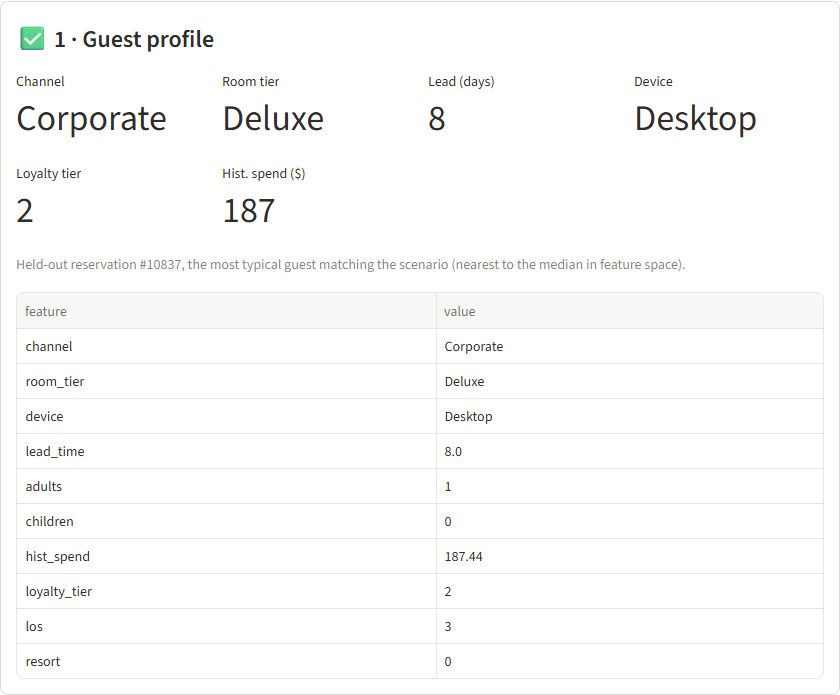 ✅ 1 · Guest profile
Channel Room tier Lead (days) Device
Corporate Deluxe 8 Desktop
Loyalty tier Hist. spend ($)
2 187
Held-out reservation #10837, the most typical guest matching the scenario (nearest to the median in feature space).
feature value
channel Corporate
room_tier Deluxe
device Desktop
lead_time 8.0
adults 1
children 0
hist_spend 187.44
loyalty_tier 2
los 3
resort 0